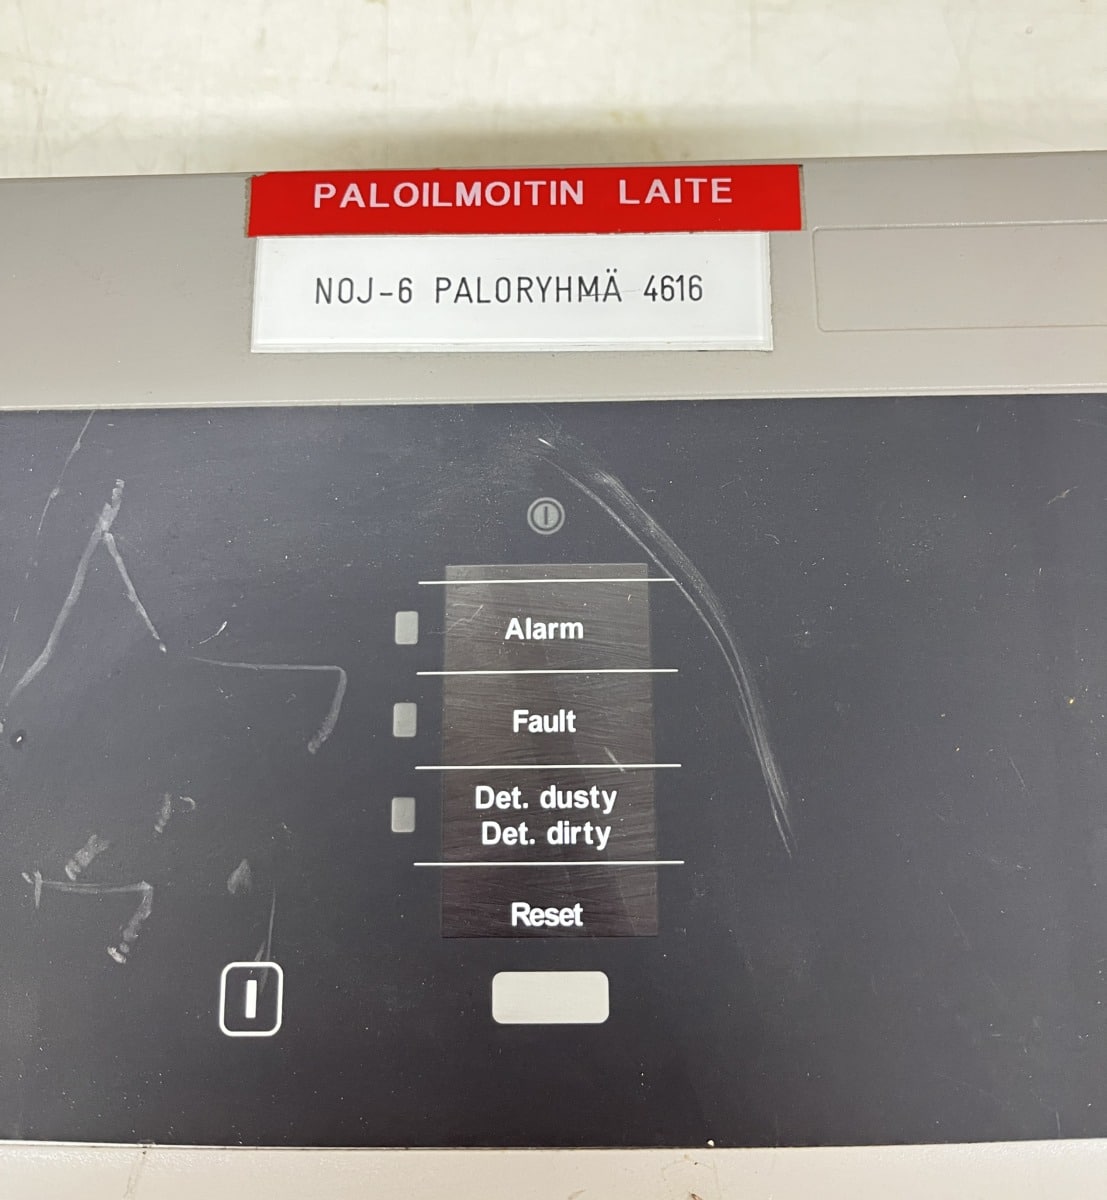 PALOILMOITIN LAITE
NOJ-6 PALORYHMÄ 4616
Alarm
Fault
Det. dusty
Det. dirty
Reset